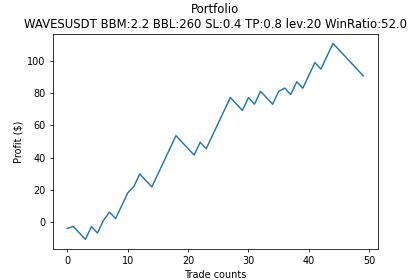 Portfolio
WAVESUSDT BBM:2.2 BBL:260 SL:0.4 TP:0.8 lev:20 WinRatio:52.0
Profit ($)
100
80
60
40
20
0
0 10 20 30 40 50
Trade counts